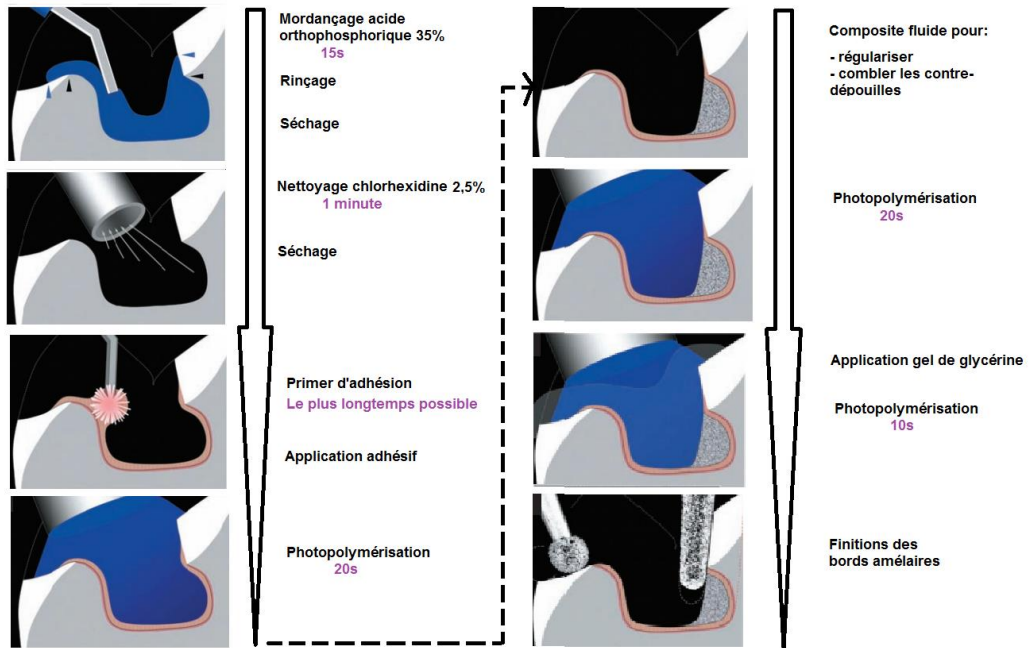 Mordançage acide
orthophosphorique 35%
15s
Rinçage
Séchage
Nettoyage chlorhexidine 2,5%
1 minute
Séchage
Primer d'adhésion
Le plus longtemps possible
Application adhésif
Photopolymérisation
20s
Composite fluide pour:
- régulariser
- combler les contre-
dépouilles
Photopolymérisation
20s
Application gel de glycérine
Photopolymérisation
10s
Finitions des
bords amélaires